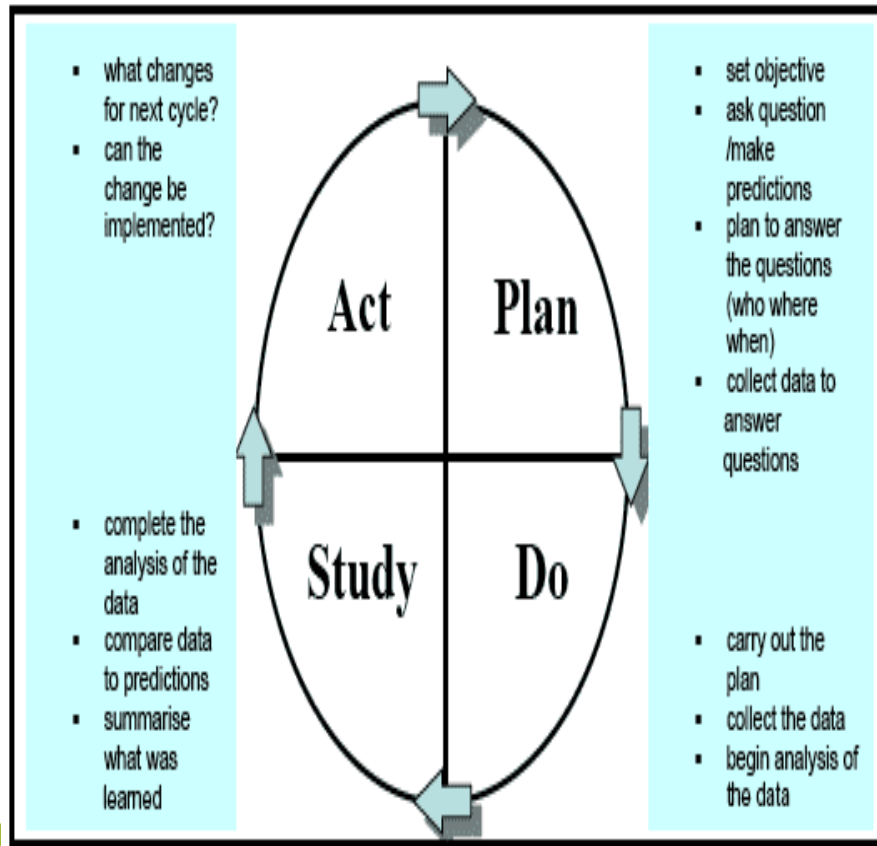 ▪ what changes
for next cycle?
▪ can the
change be
implemented?
▪ set objective
▪ ask question
/make
predictions
▪ plan to answer
the questions
(who where
when)
▪ collect data to
answer
questions
Act
Plan
Study
Do
▪ complete the
analysis of the
data
▪ compare data
to predictions
▪ summarise
what was
learned
▪ carry out the
plan
▪ collect the data
▪ begin analysis of
the data